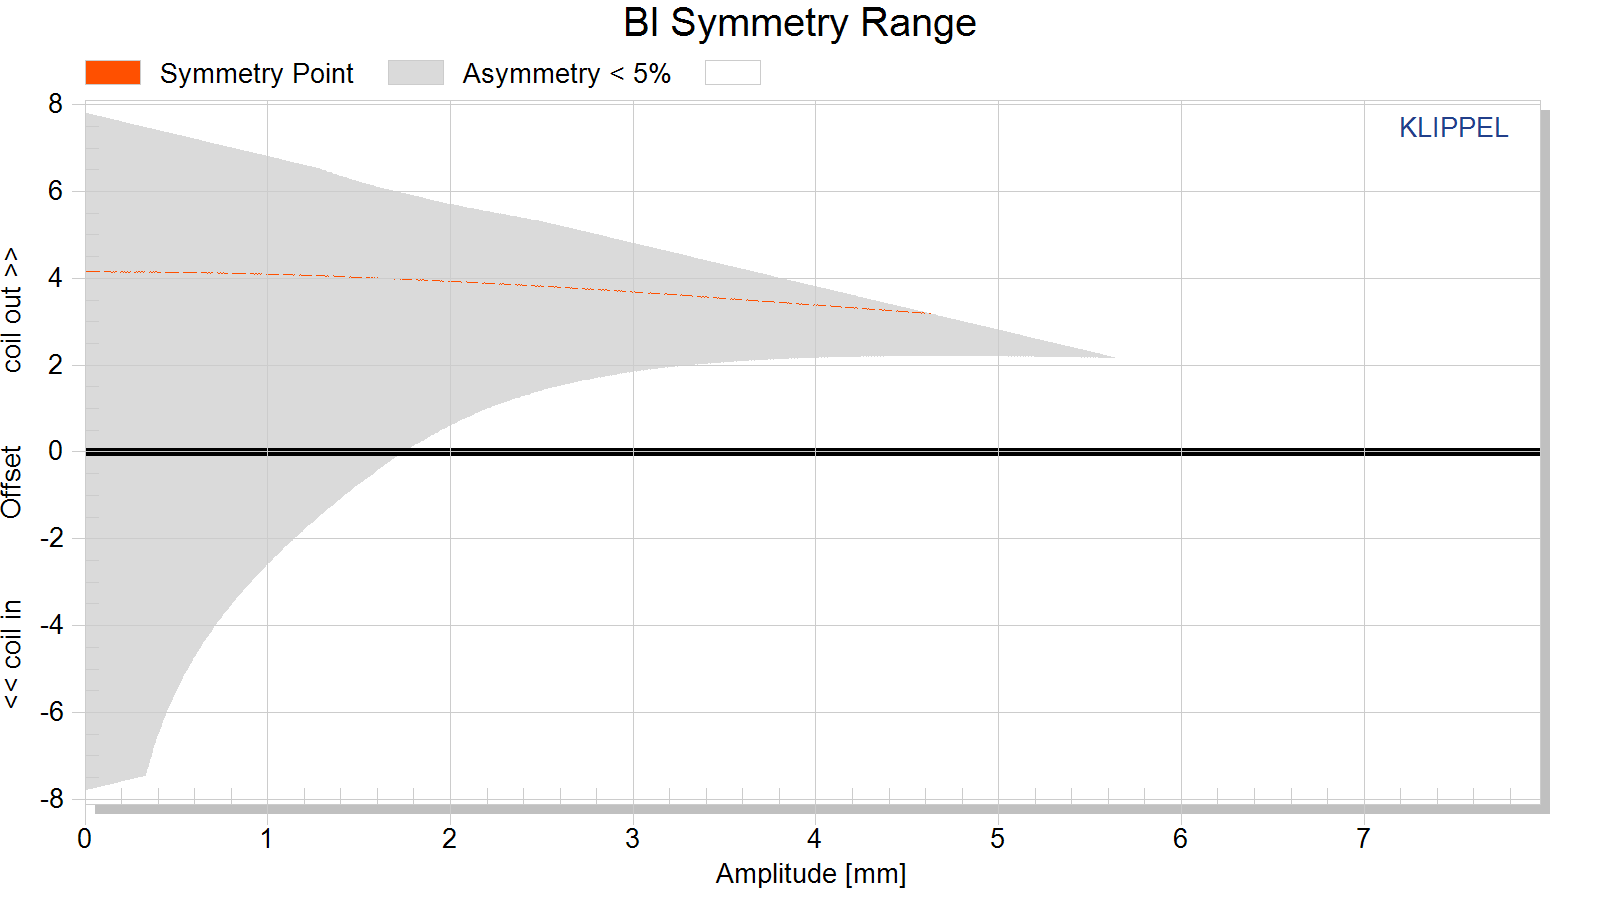 Bl Symmetry Range
Symmetry Point Asymmetry < 5%
KLIPPEL
8
6
4
2
0
-2
-4
-6
-8
<< coil in Offset coil out >>
0 1 2 3 4 5 6 7
Amplitude [mm]